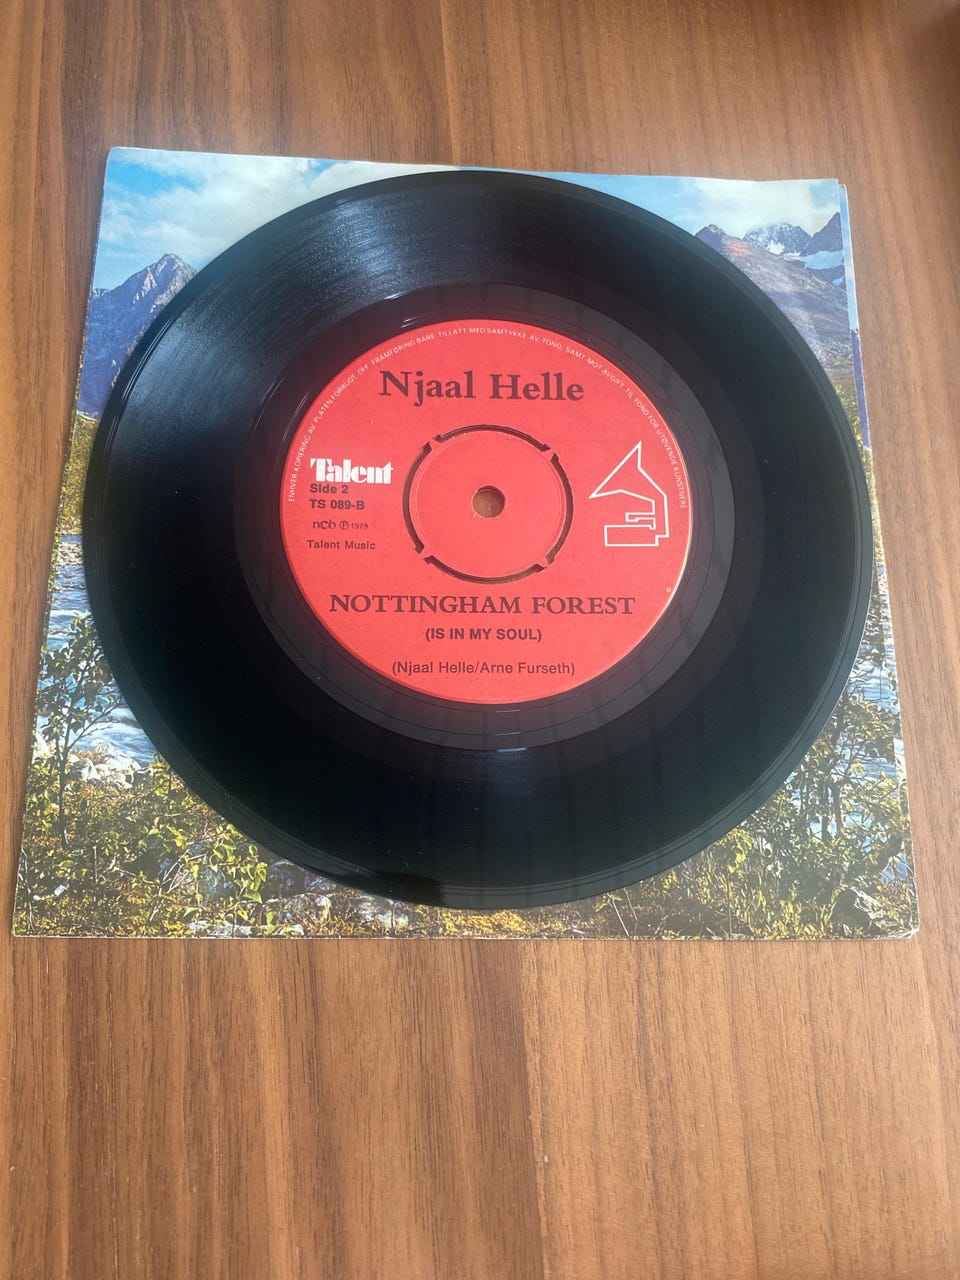 ENHVER KOPIERING AV PLATEN FORBUDT. OFF. FRAMFØRING BARE TILLATT MED SAMTYKKE AV TONO, SAMT MOT AVGIFT TIL FOND FOR UTØVENDE KUNSTNERE
Njaal Helle
Talent
Side 2
TS 089-B
ncb Ⓟ 1979
Talent Music
NOTTINGHAM FOREST
(IS IN MY SOUL)
(Njaal Helle/Arne Furseth)